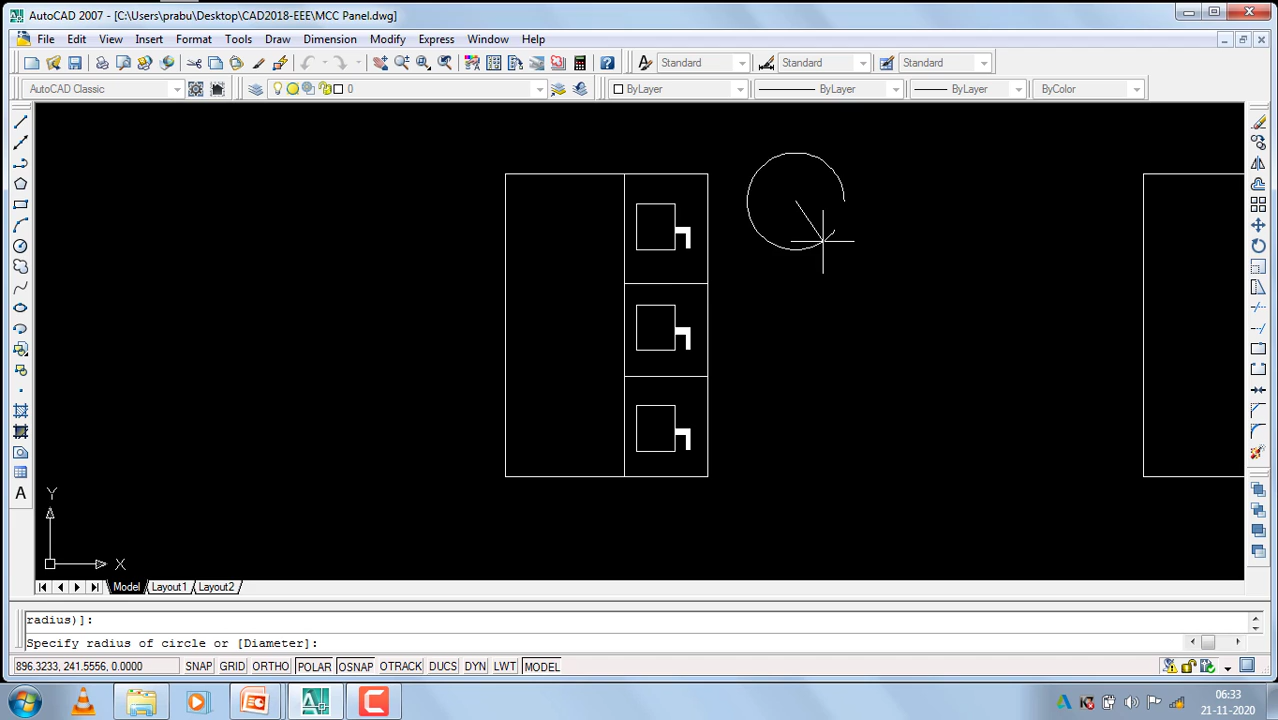 AutoCAD 2007 - [C:\Users\prabu\Desktop\CAD2018-EEE\MCC Panel.dwg]
File Edit View Insert Format Tools Draw Dimension Modify Express Window Help
Standard Standard Standard
AutoCAD Classic 0 ByLayer ByLayer ByLayer ByColor
A
Y
X
Model Layout1 Layout2
radius)]:
Specify radius of circle or [Diameter]:
896.3233, 241.5556, 0.0000 SNAP GRID ORTHO POLAR OSNAP OTRACK DUCS DYN LWT MODEL
06:33
21-11-2020